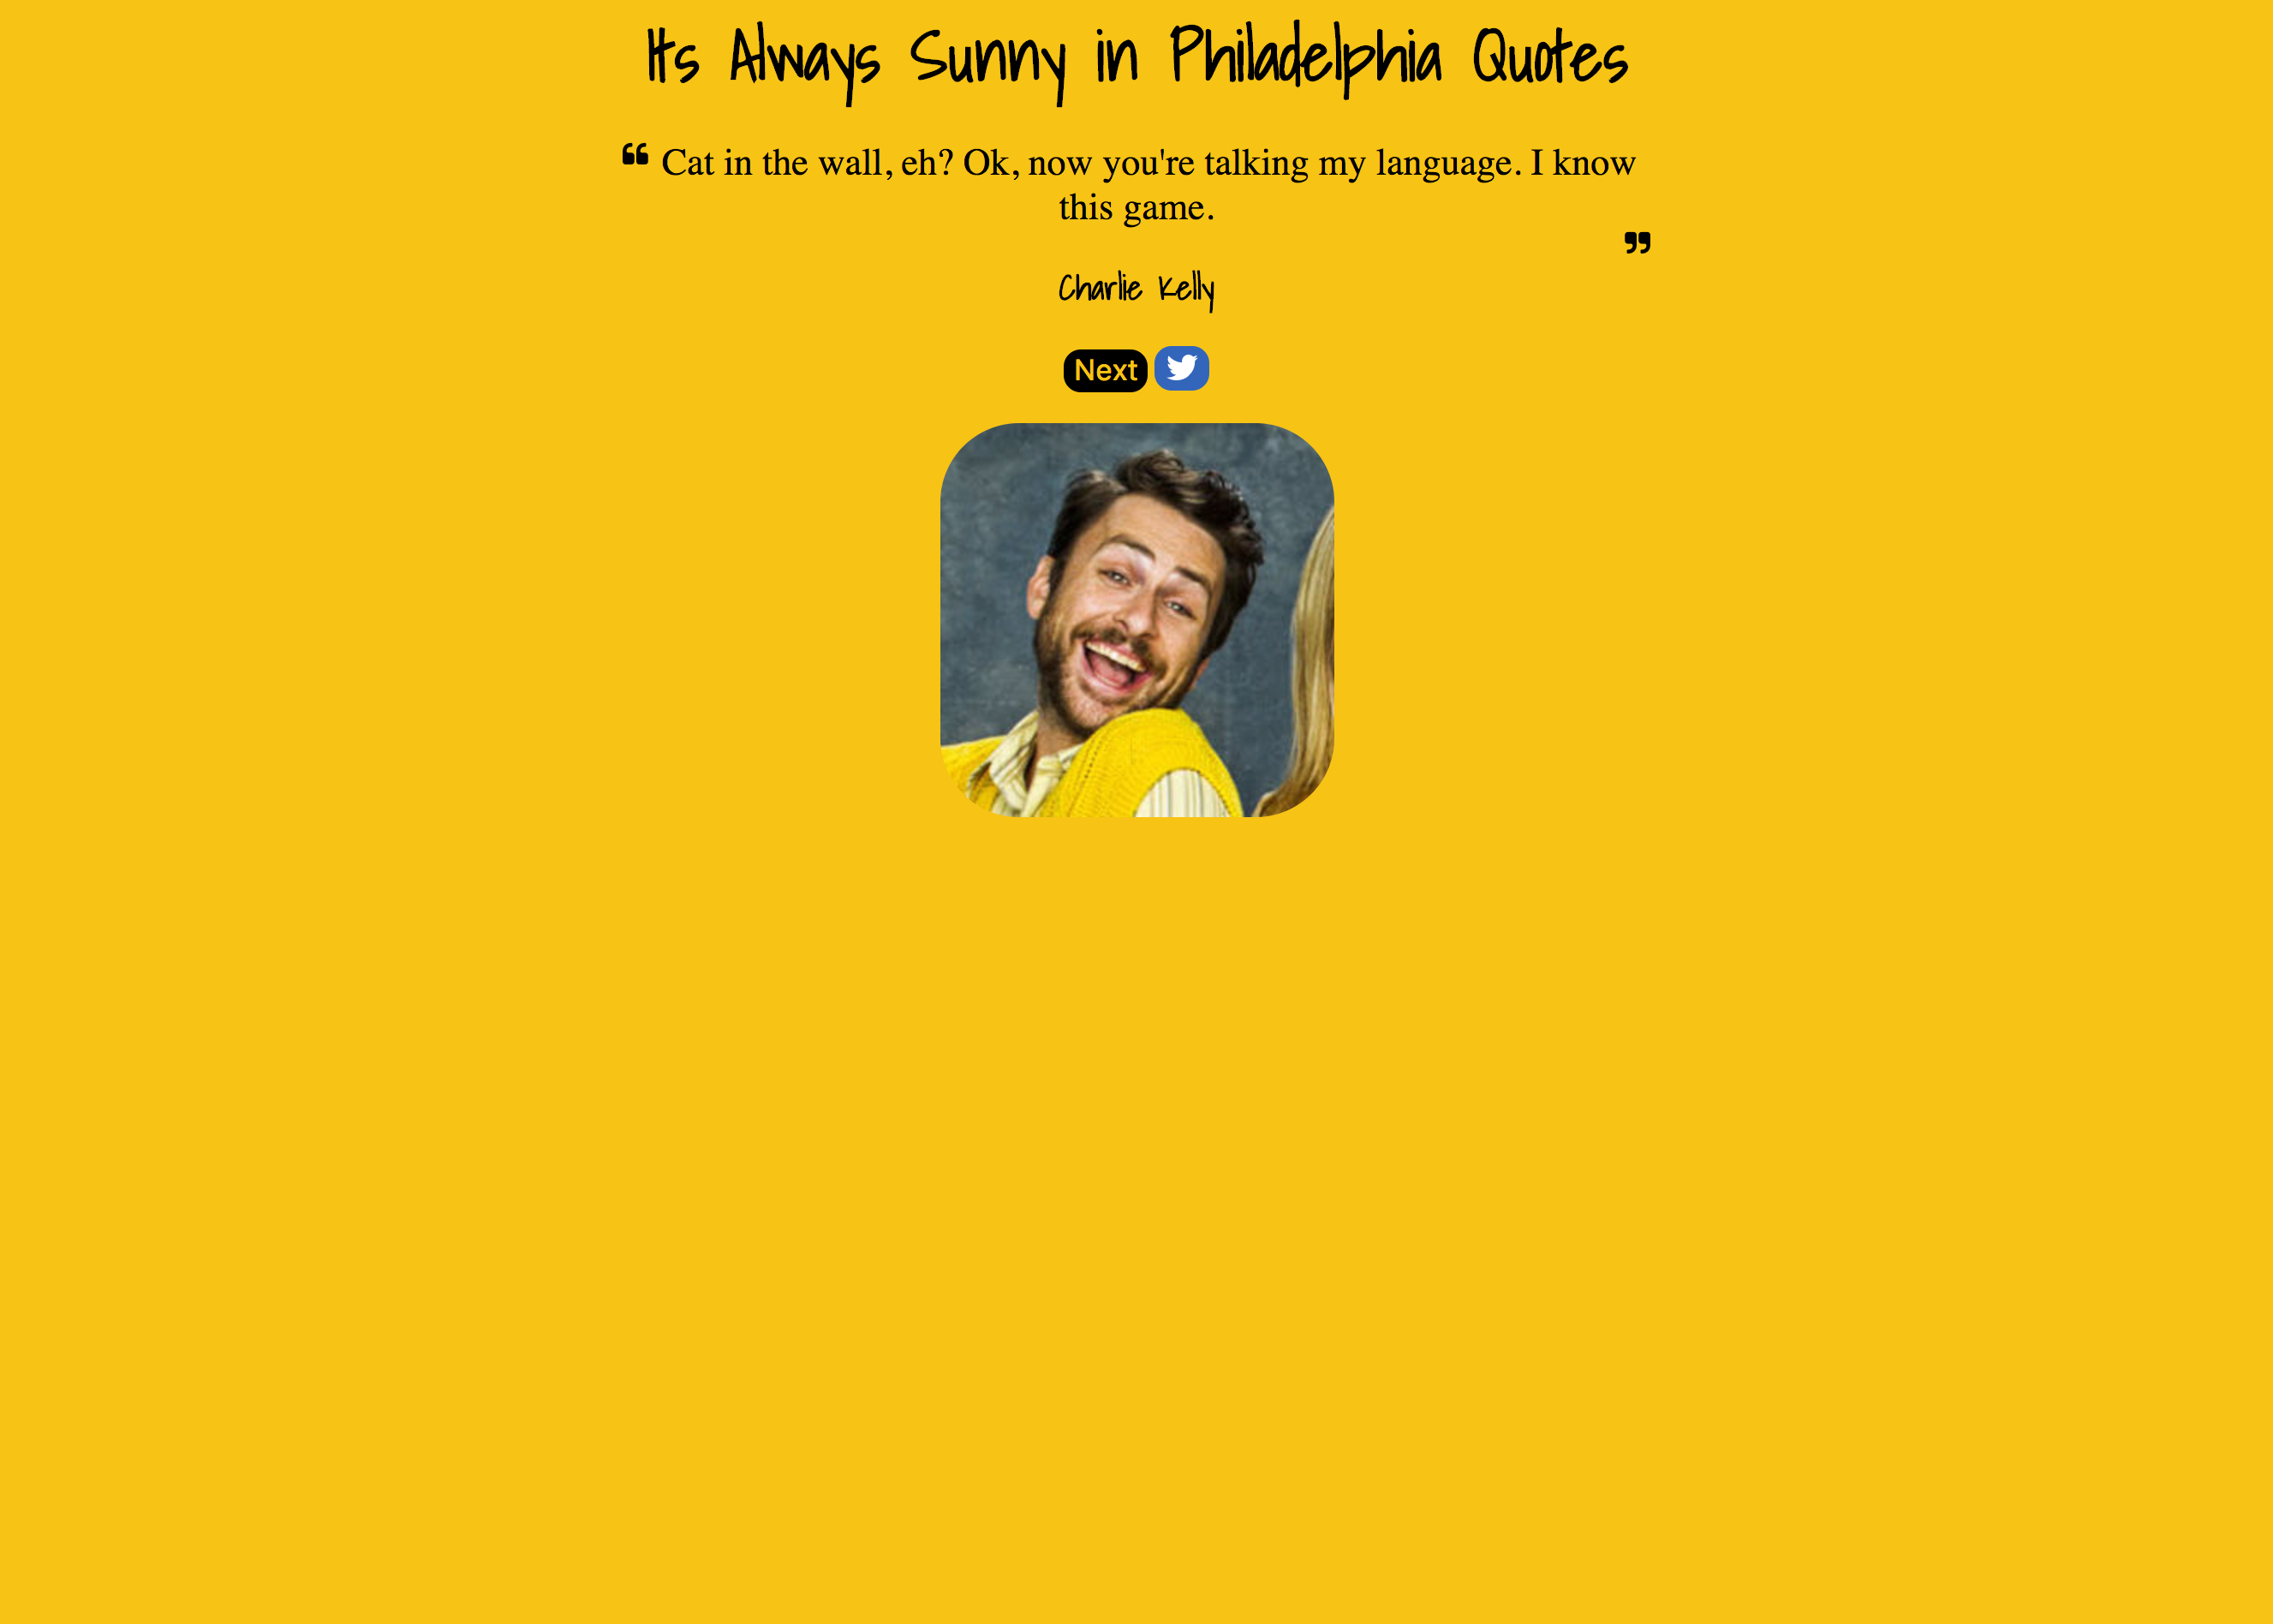 Its Always Sunny in Philadelphia Quotes
“ Cat in the wall, eh? Ok, now you're talking my language. I know
this game.
”
Charlie Kelly
Next